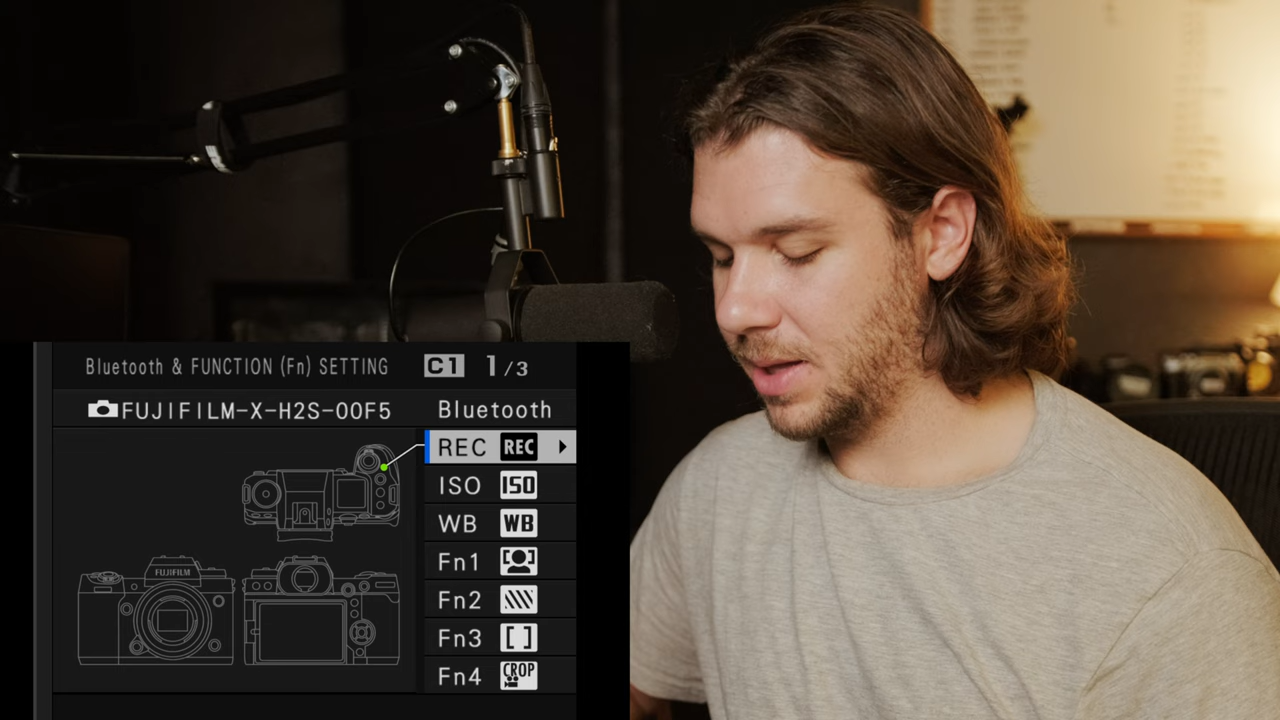 Bluetooth & FUNCTION (Fn) SETTING C1 1/3
FUJIFILM-X-H2S-00F5 Bluetooth
REC REC
ISO ISO
WB WB
Fn1
Fn2
Fn3
Fn4 CROP
FUJIFILM